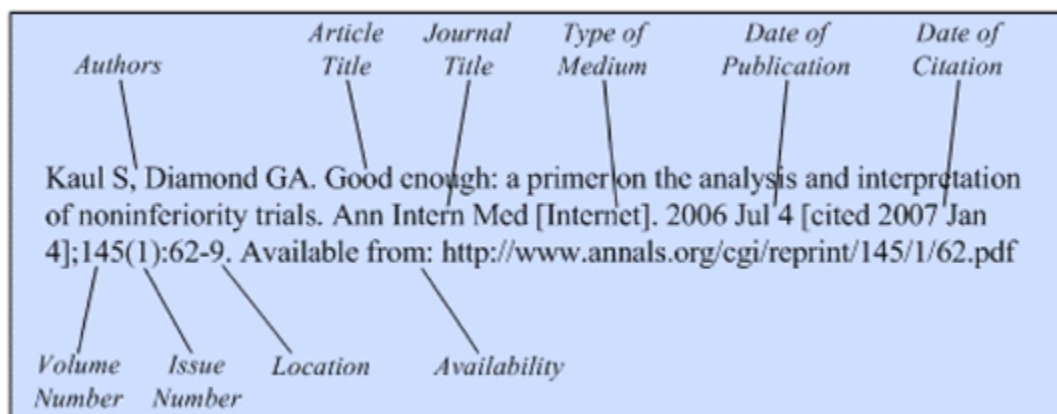 Authors
Article Title
Journal Title
Type of Medium
Date of Publication
Date of Citation
Kaul S, Diamond GA. Good enough: a primer on the analysis and interpretation
of noninferiority trials. Ann Intern Med [Internet]. 2006 Jul 4 [cited 2007 Jan
4];145(1):62-9. Available from: http://www.annals.org/cgi/reprint/145/1/62.pdf
Volume Number
Issue Number
Location
Availability